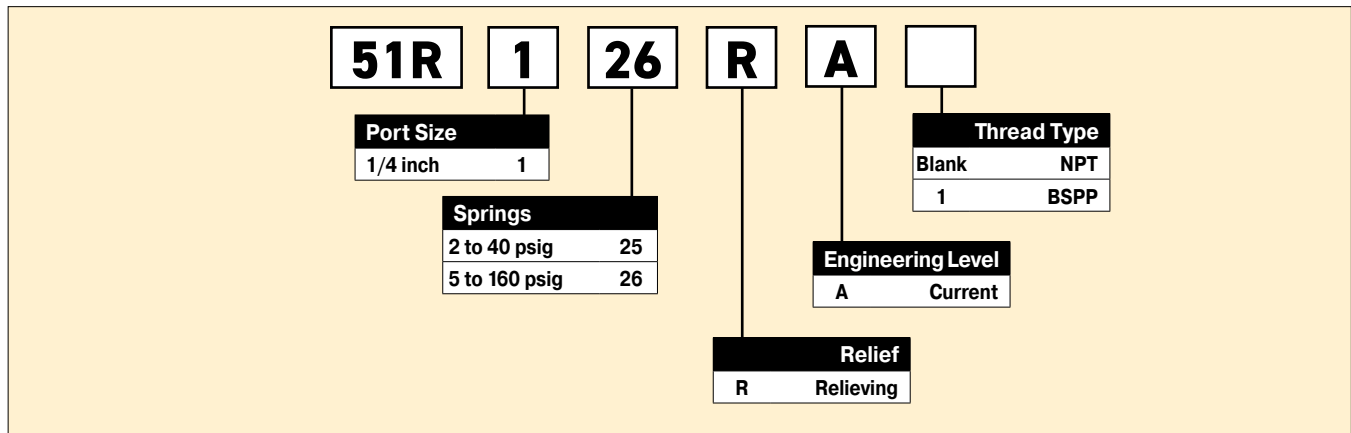 51R 1 26 R A
Port Size
1/4 inch 1
Springs
2 to 40 psig 25
5 to 160 psig 26
Thread Type
Blank NPT
1 BSPP
Engineering Level
A Current
Relief
R Relieving